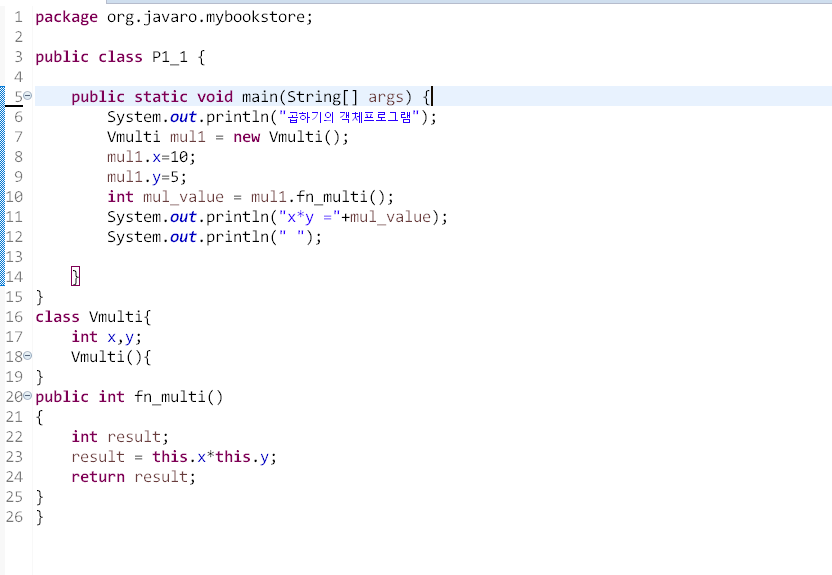 1 package org.javaro.mybookstore;
2
3 public class P1_1 {
4
5 public static void main(String[] args) {
6 System.out.println("곱하기의 객체프로그램");
7 Vmulti mul1 = new Vmulti();
8 mul1.x=10;
9 mul1.y=5;
10 int mul_value = mul1.fn_multi();
11 System.out.println("x*y ="+mul_value);
12 System.out.println(" ");
13
14 }
15 }
16 class Vmulti{
17 int x,y;
18 Vmulti(){
19 }
20 public int fn_multi()
21 {
22 int result;
23 result = this.x*this.y;
24 return result;
25 }
26 }